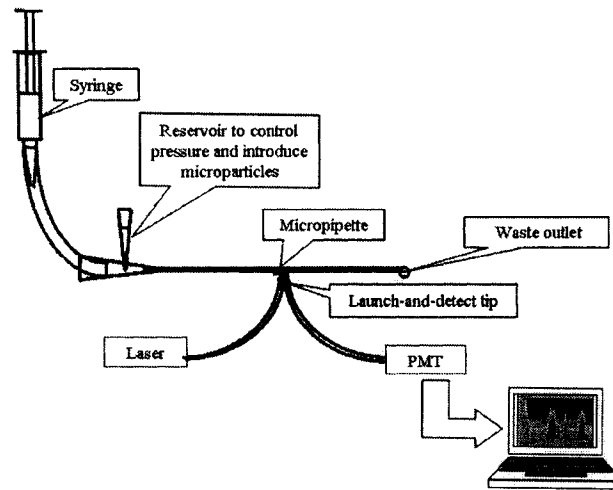 Syringe
Reservoir to control
pressure and introduce
microparticles
Micropipette
Waste outlet
Launch-and-detect tip
Laser
PMT